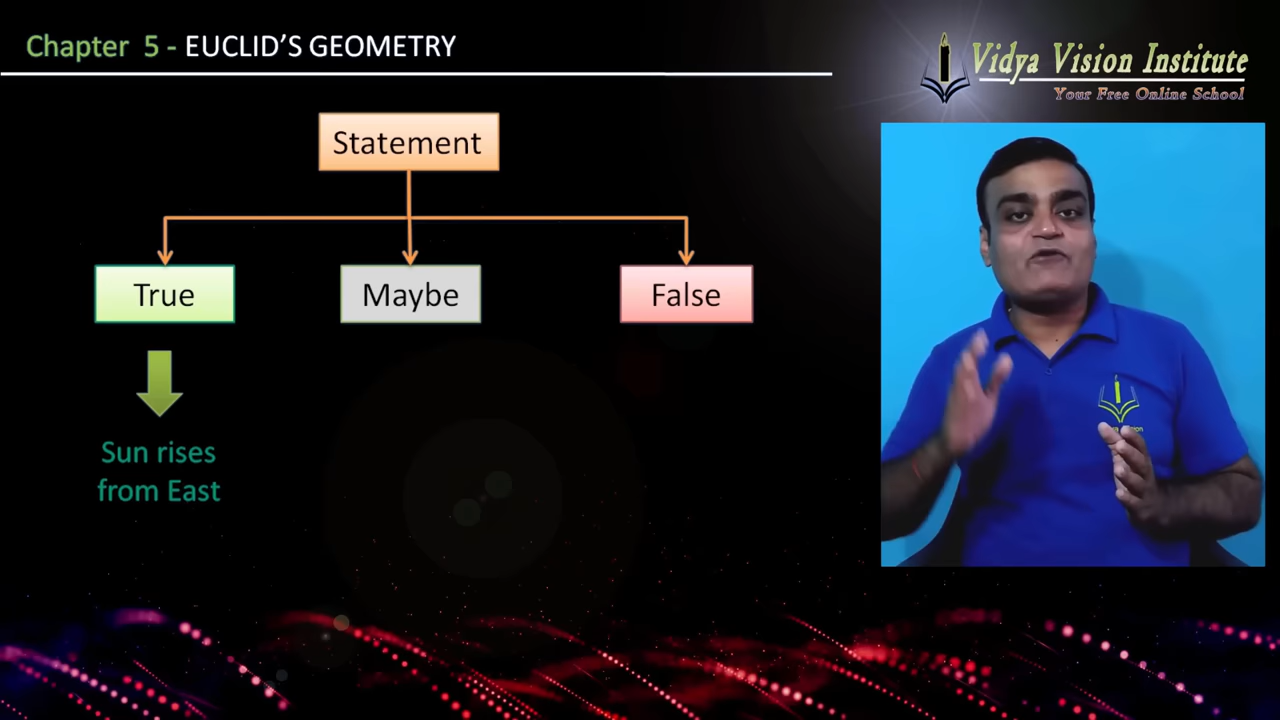 Chapter 5 - EUCLID'S GEOMETRY
Vidya Vision Institute
Your Free Online School
Statement
True
Maybe
False
Sun rises
from East